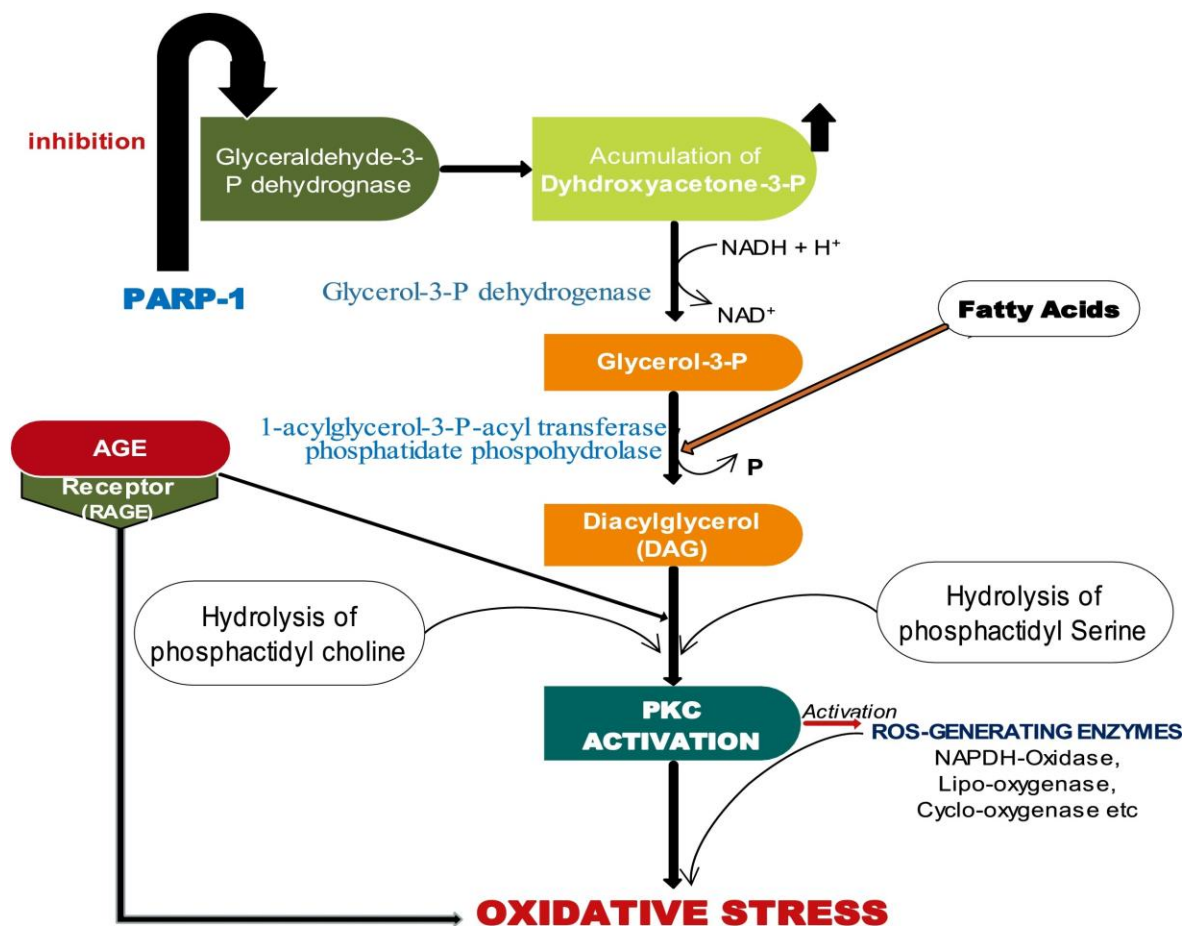 inhibition
Glyceraldehyde-3-
P dehydrognase
Acumulation of
Dyhdroxyacetone-3-P
PARP-1
NADH + H⁺
Glycerol-3-P dehydrogenase
NAD⁺
Fatty Acids
Glycerol-3-P
1-acylglycerol-3-P-acyl transferase
phosphatidate phospohydrolase
P
AGE
Receptor
(RAGE)
Diacylglycerol
(DAG)
Hydrolysis of
phosphactidyl choline
Hydrolysis of
phosphactidyl Serine
PKC
ACTIVATION
Activation
ROS-GENERATING ENZYMES
NAPDH-Oxidase,
Lipo-oxygenase,
Cyclo-oxygenase etc
OXIDATIVE STRESS